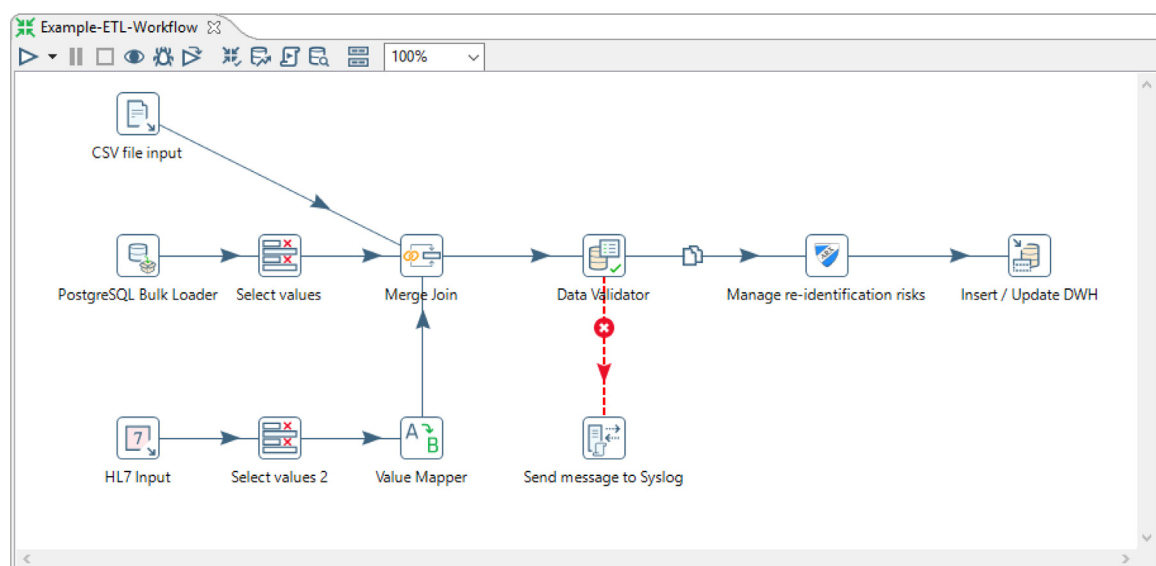 Example-ETL-Workflow
100%
CSV file input
PostgreSQL Bulk Loader
Select values
Merge Join
Data Validator
Manage re-identification risks
Insert / Update DWH
7
A
B
HL7 Input
Select values 2
Value Mapper
Send message to Syslog